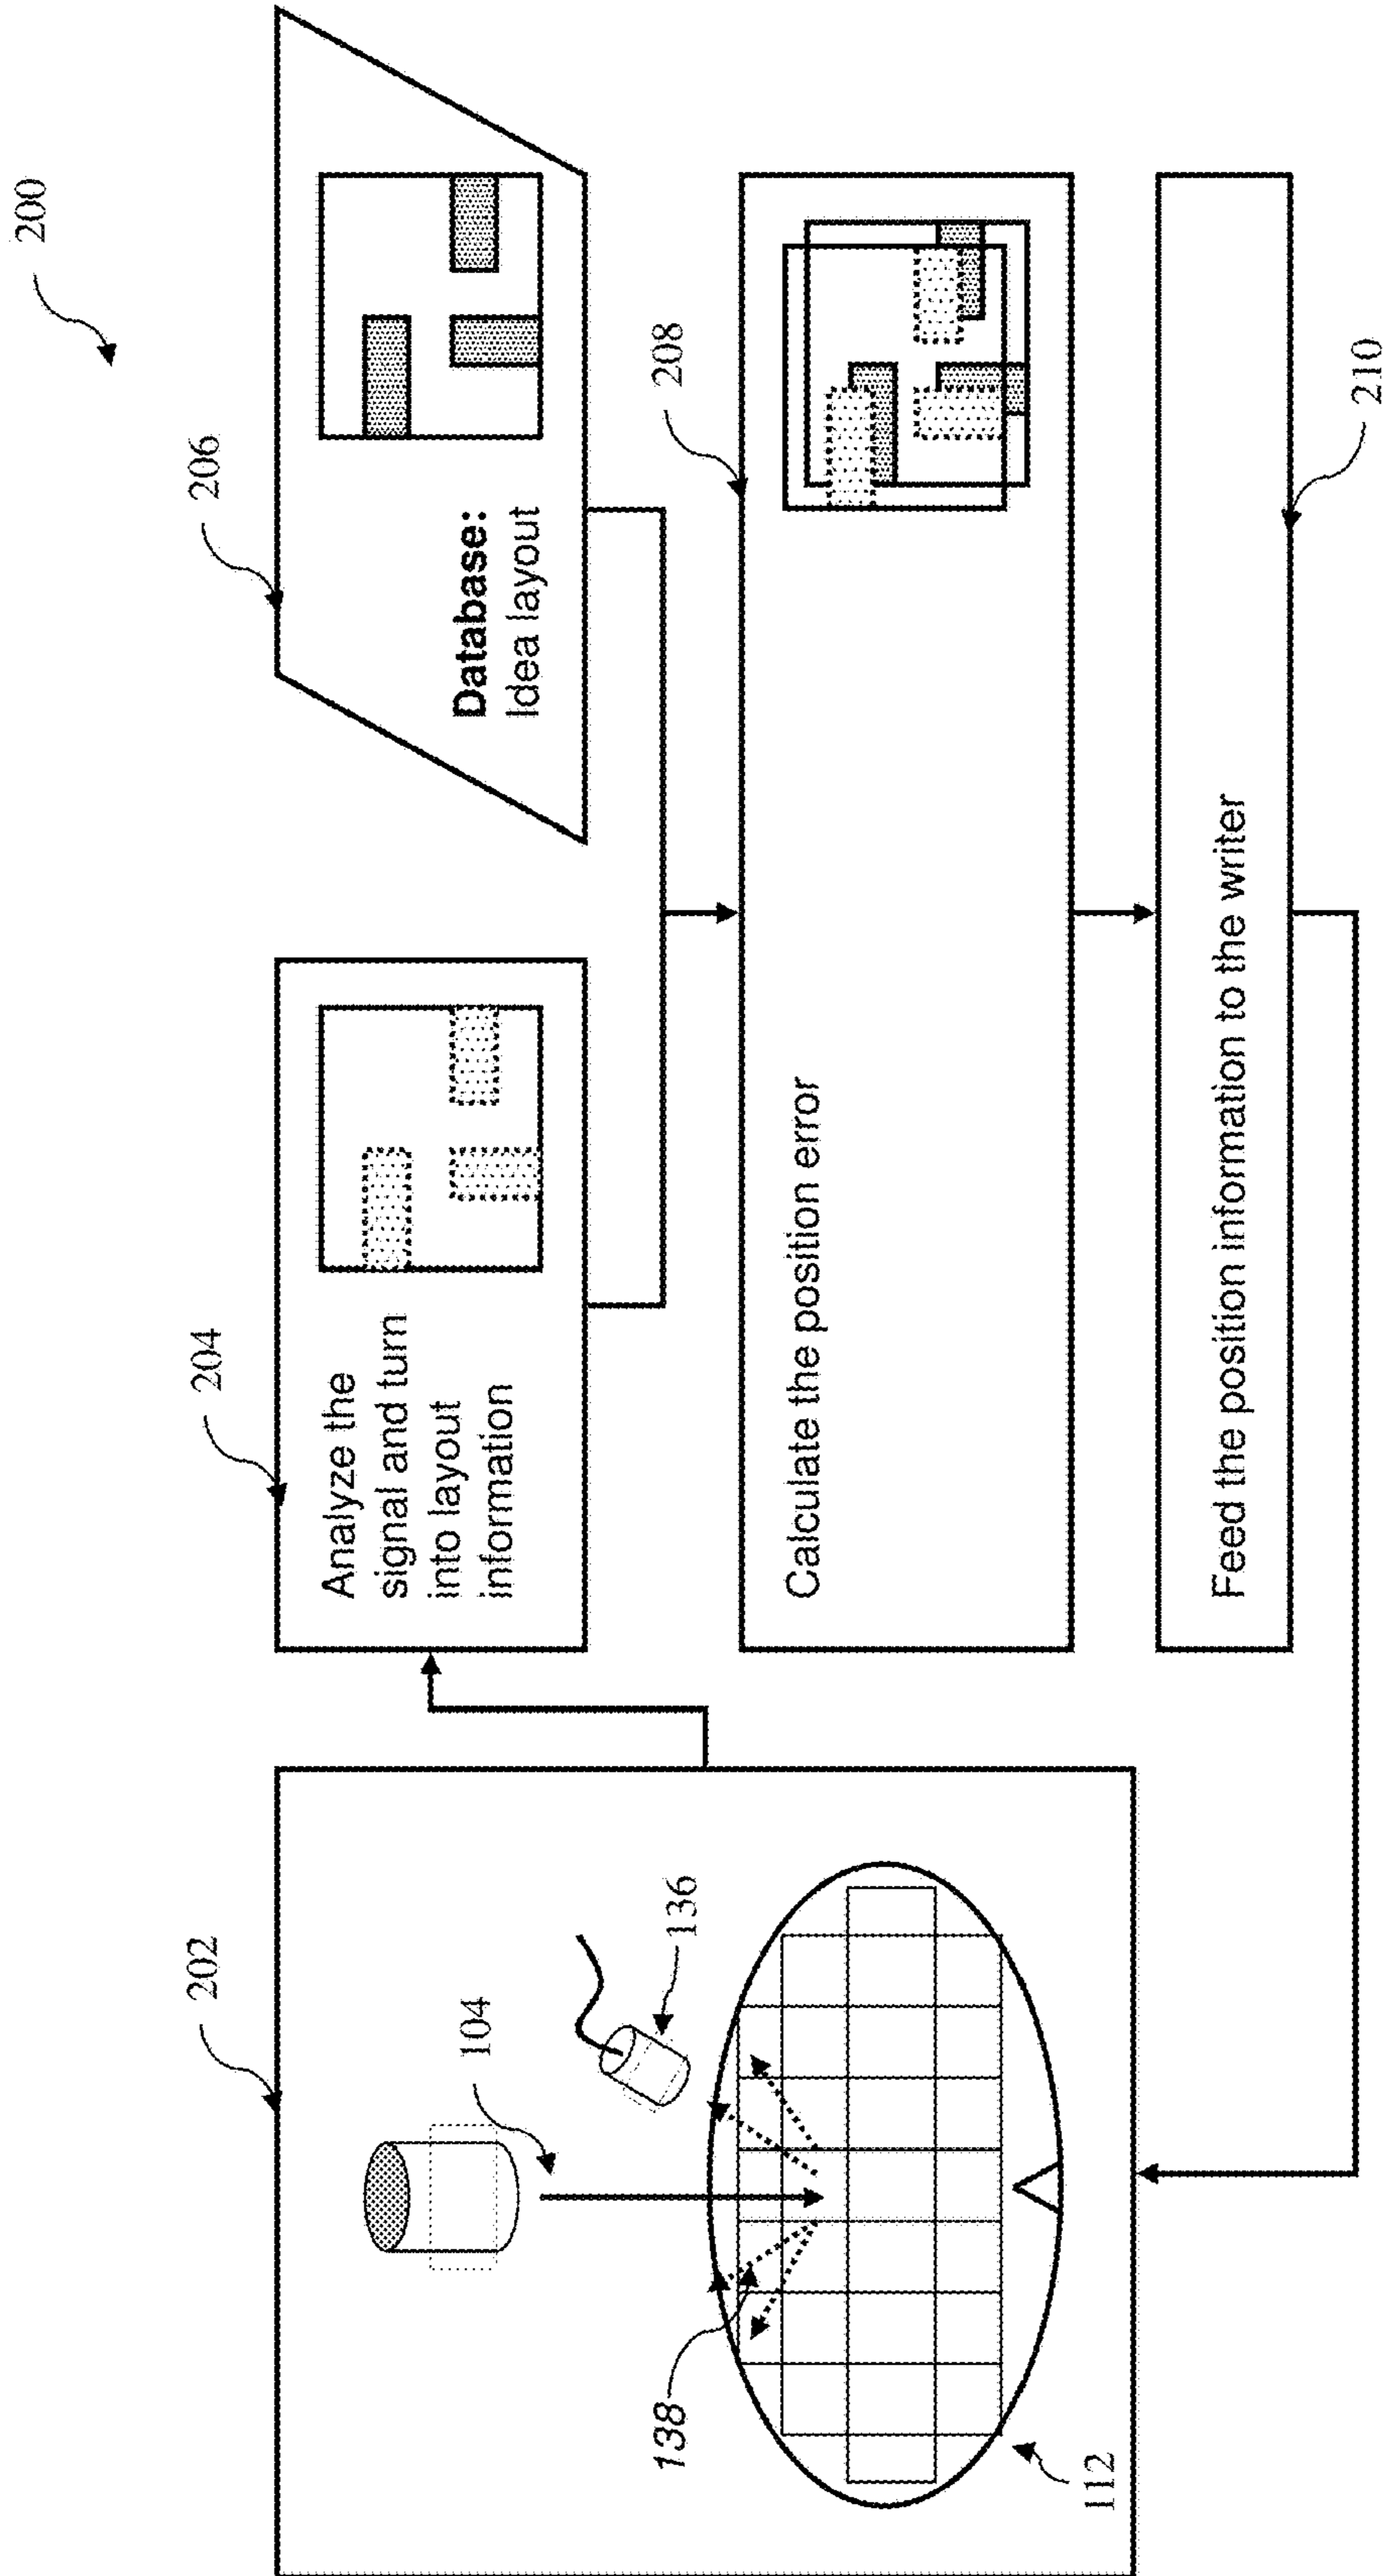 200
202
104
136
138
112
204
Analyze the
signal and turn
into layout
information
206
Database:
Idea layout
208
Calculate the position error
Feed the position information to the writer
210